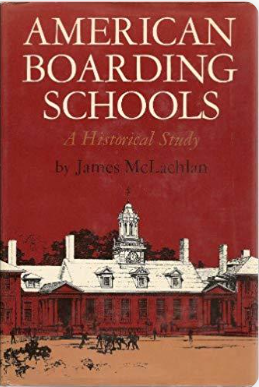 AMERICAN
BOARDING
SCHOOLS
A Historical Study
by James McLachlan